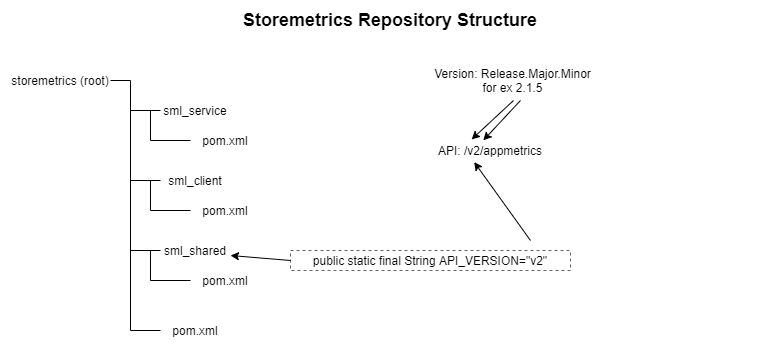 Storemetrics Repository Structure
storemetrics (root)
Version: Release.Major.Minor
for ex 2.1.5
sml_service
pom.xml
API: /v2/appmetrics
sml_client
pom.xml
sml_shared
public static final String API_VERSION="v2"
pom.xml
pom.xml